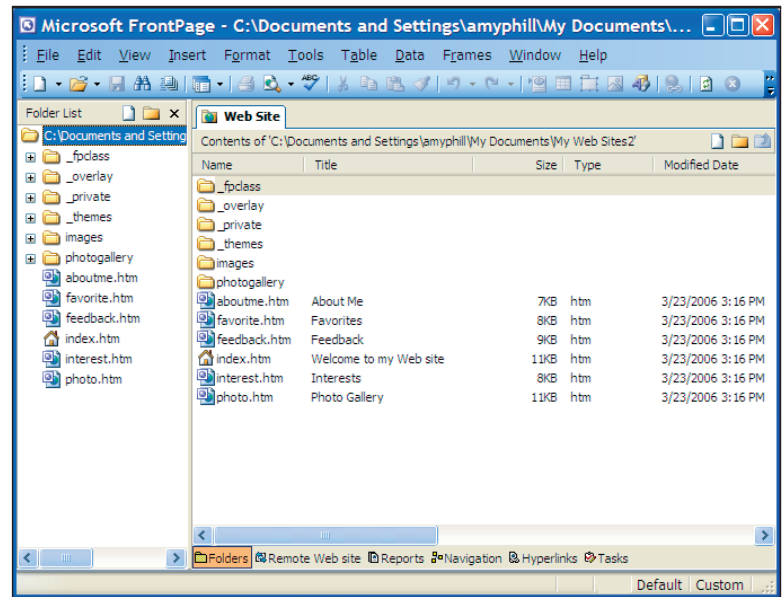 Microsoft FrontPage - C:\Documents and Settings\amyphill\My Documents\...
File Edit View Insert Format Tools Table Data Frames Window Help
ABC
Folder List
C:\Documents and Setting
_fpclass
_overlay
_private
_themes
images
photogallery
aboutme.htm
favorite.htm
feedback.htm
index.htm
interest.htm
photo.htm
Web Site
Contents of 'C:\Documents and Settings\amyphill\My Documents\My Web Sites2'
Name Title Size Type Modified Date
_fpclass
_overlay
_private
_themes
images
photogallery
aboutme.htm About Me 7KB htm 3/23/2006 3:16 PM
favorite.htm Favorites 8KB htm 3/23/2006 3:16 PM
feedback.htm Feedback 9KB htm 3/23/2006 3:16 PM
index.htm Welcome to my Web site 11KB htm 3/23/2006 3:16 PM
interest.htm Interests 8KB htm 3/23/2006 3:16 PM
photo.htm Photo Gallery 11KB htm 3/23/2006 3:16 PM
Folders Remote Web site Reports Navigation Hyperlinks Tasks
Default Custom